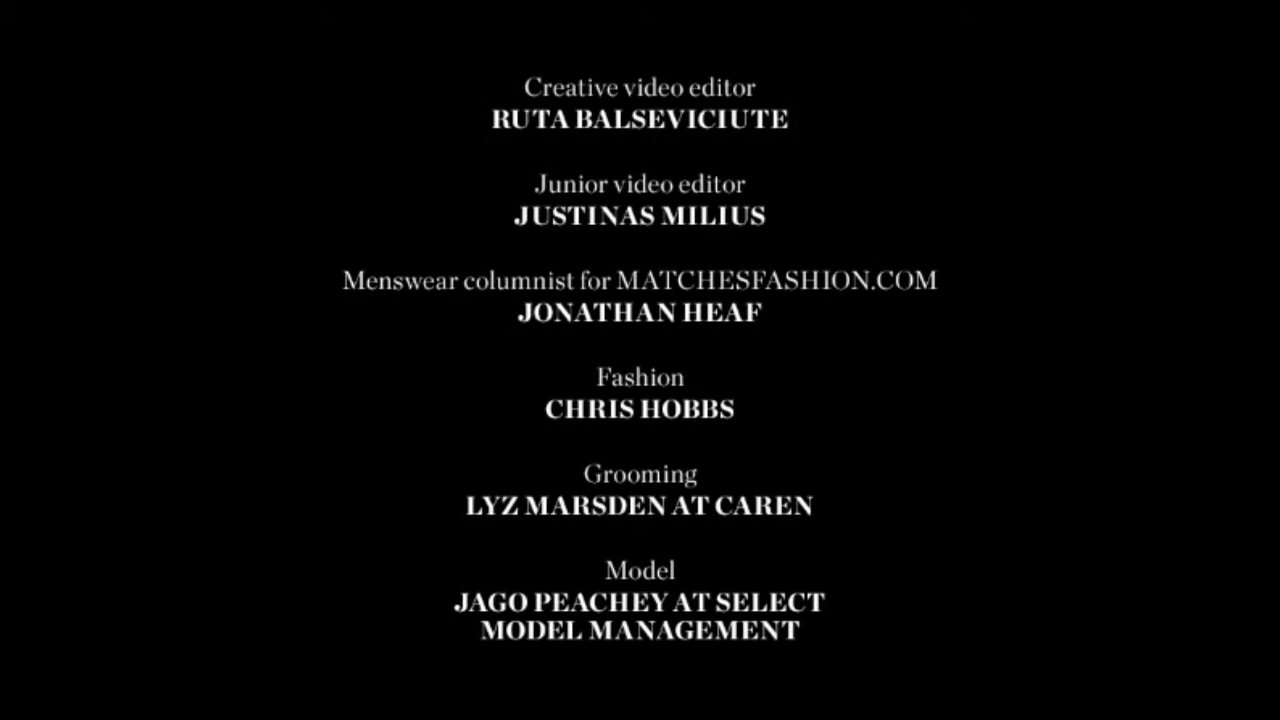 Creative video editor
RUTA BALSEVICIUTE
Junior video editor
JUSTINAS MILIUS
Menswear columnist for MATCHESFASHION.COM
JONATHAN HEAF
Fashion
CHRIS HOBBS
Grooming
LYZ MARSDEN AT CAREN
Model
JAGO PEACHEY AT SELECT
MODEL MANAGEMENT